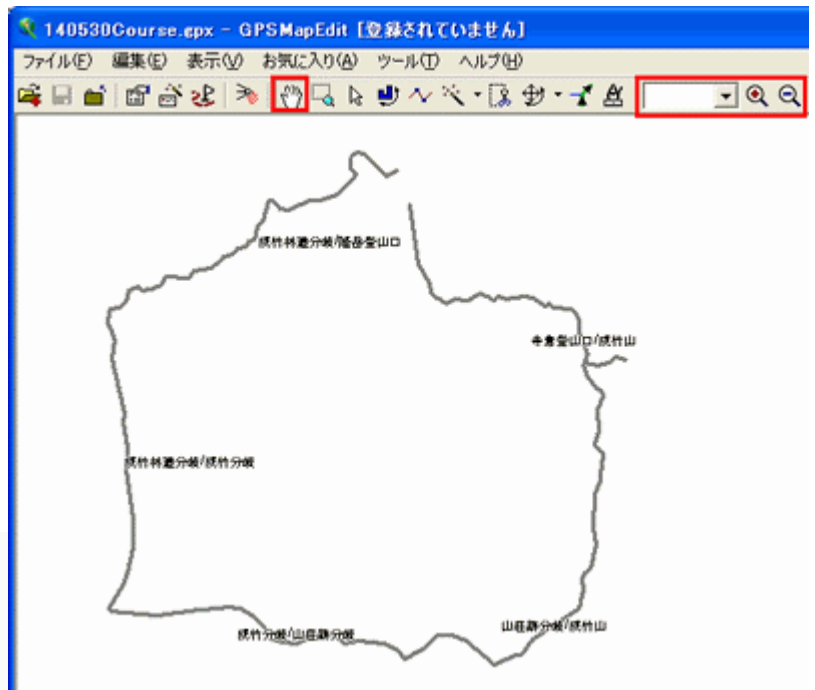 140530Course.gpx - GPSMapEdit [登録されていません]
ファイル(F) 編集(E) 表示(V) お気に入り(A) ツール(T) ヘルプ(H)
成竹林道分岐/隆岳登山口
寺倉登山口/成竹山
成竹林道分岐/成竹分岐
山荘跡分岐/成竹山
成竹分岐/山荘跡分岐